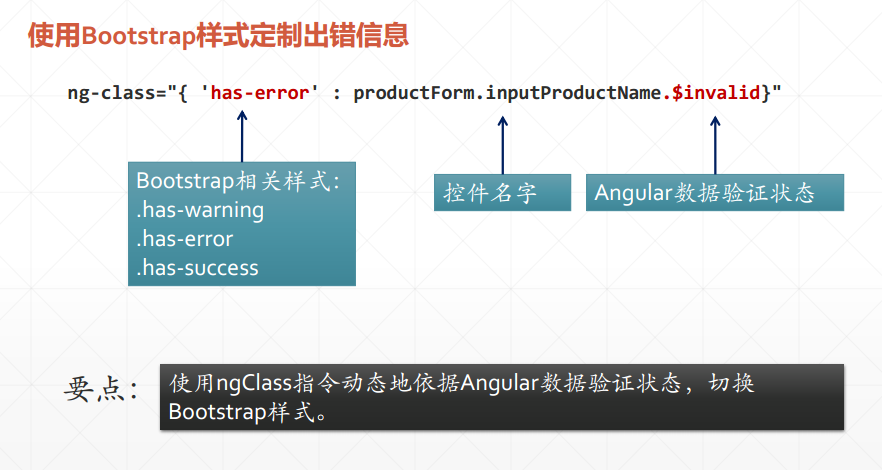 使用Bootstrap样式定制出错信息
ng-class="{ 'has-error' : productForm.inputProductName.$invalid}"
Bootstrap相关样式：
.has-warning
.has-error
.has-success
控件名字
Angular数据验证状态
要点：
使用ngClass指令动态地依据Angular数据验证状态，切换
Bootstrap样式。